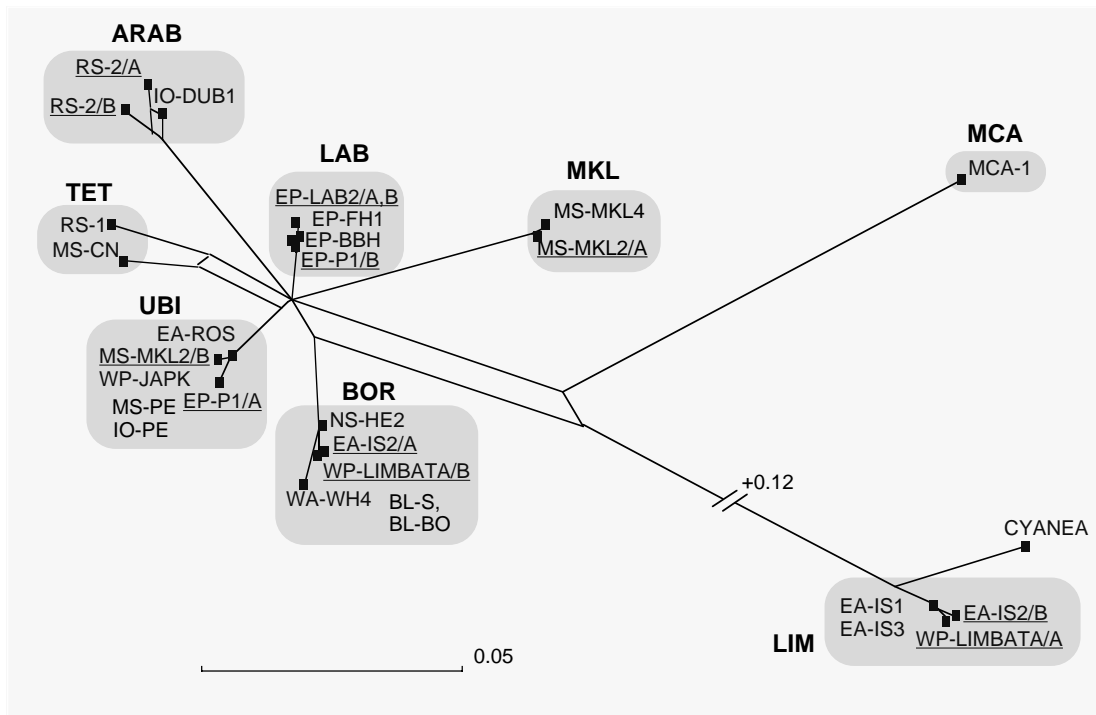 ARAB
RS-2/A
IO-DUB1
RS-2/B
LAB
EP-LAB2/A,B
EP-FH1
EP-BBH
EP-P1/B
MKL
MS-MKL4
MS-MKL2/A
MCA
MCA-1
TET
RS-1
MS-CN
UBI
EA-ROS
MS-MKL2/B
WP-JAPK
EP-P1/A
MS-PE
IO-PE
BOR
NS-HE2
EA-IS2/A
WP-LIMBATA/B
WA-WH4
BL-S,
BL-BO
+0.12
CYANEA
EA-IS1
EA-IS3
EA-IS2/B
WP-LIMBATA/A
LIM
0.05